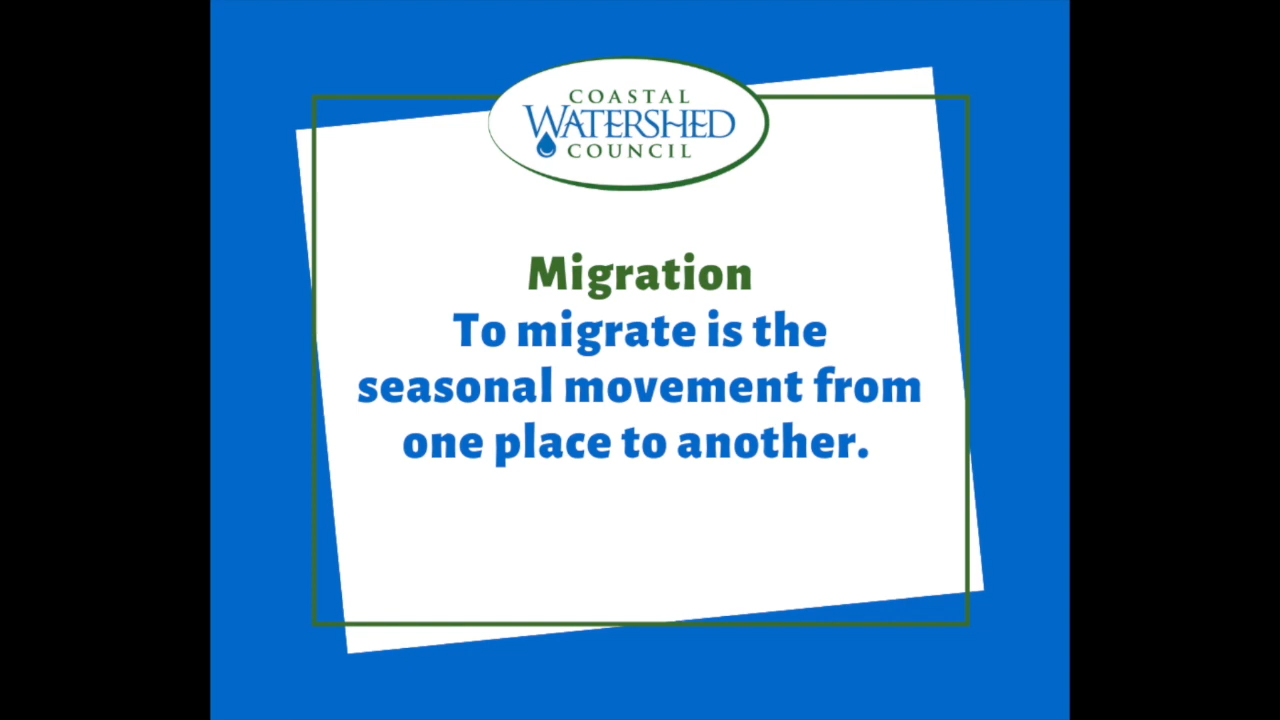 COASTAL
WATERSHED
COUNCIL
Migration
To migrate is the
seasonal movement from
one place to another.